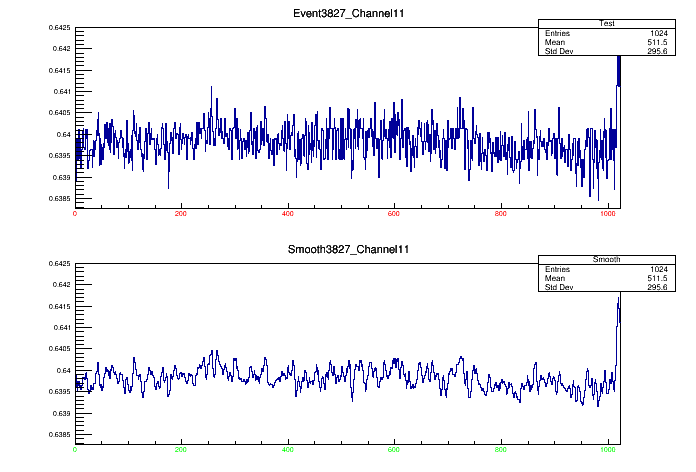 Event3827_Channel11
Test
Entries 1024
Mean 511.5
Std Dev 295.6
0.6425
0.642
0.6415
0.641
0.6405
0.64
0.6395
0.639
0.6385
0 200 400 600 800 1000
Smooth3827_Channel11
Smooth
Entries 1024
Mean 511.5
Std Dev 295.6
0.6425
0.642
0.6415
0.641
0.6405
0.64
0.6395
0.639
0.6385
0 200 400 600 800 1000